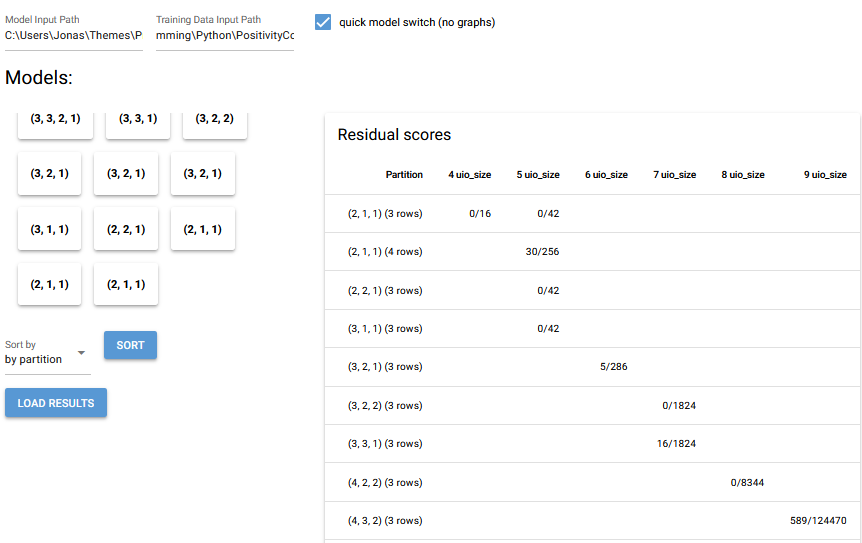 Model Input Path
C:\Users\Jonas\Themes\P
Training Data Input Path
mming\Python\PositivityCo
quick model switch (no graphs)
Models:
(3, 3, 2, 1) (3, 3, 1) (3, 2, 2)
(3, 2, 1) (3, 2, 1) (3, 2, 1)
(3, 1, 1) (2, 2, 1) (2, 1, 1)
(2, 1, 1) (2, 1, 1)
Sort by
by partition
SORT
LOAD RESULTS
Residual scores
Partition 4 uio_size 5 uio_size 6 uio_size 7 uio_size 8 uio_size 9 uio_size
(2, 1, 1) (3 rows) 0/16 0/42
(2, 1, 1) (4 rows) 30/256
(2, 2, 1) (3 rows) 0/42
(3, 1, 1) (3 rows) 0/42
(3, 2, 1) (3 rows) 5/286
(3, 2, 2) (3 rows) 0/1824
(3, 3, 1) (3 rows) 16/1824
(4, 2, 2) (3 rows) 0/8344
(4, 3, 2) (3 rows) 589/124470